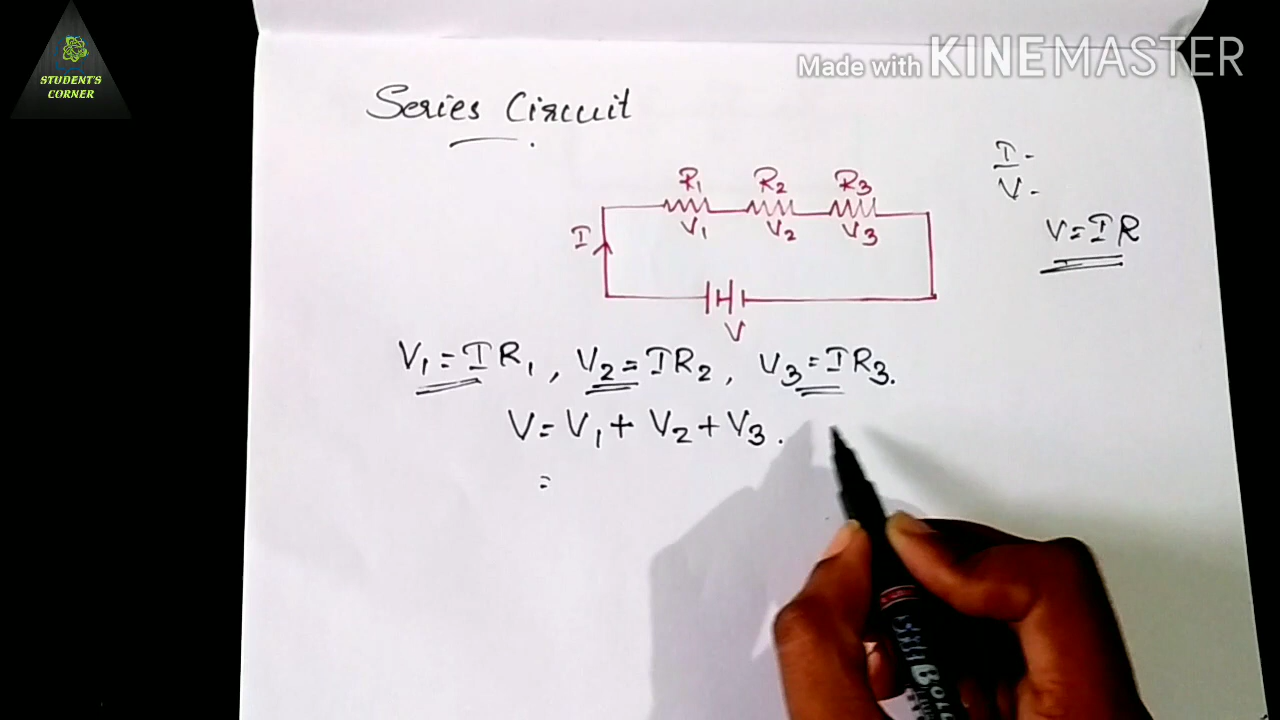 STUDENT'S
CORNER
Made with KINEMASTER
Series Circuit
I -
V -
V = IR
R1 R2 R3
V1 V2 V3
I
V
V1 = IR1, V2 = IR2, V3 = IR3.
V = V1 + V2 + V3.
=
BOLD